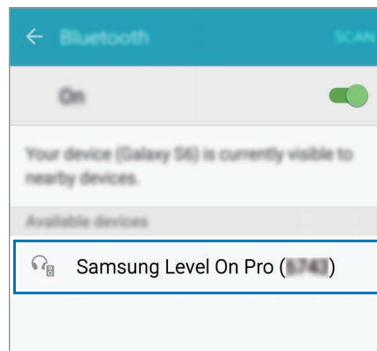 Bluetooth SCAN
On
Your device (Galaxy S6) is currently visible to
nearby devices.
Available devices
Samsung Level On Pro ( )